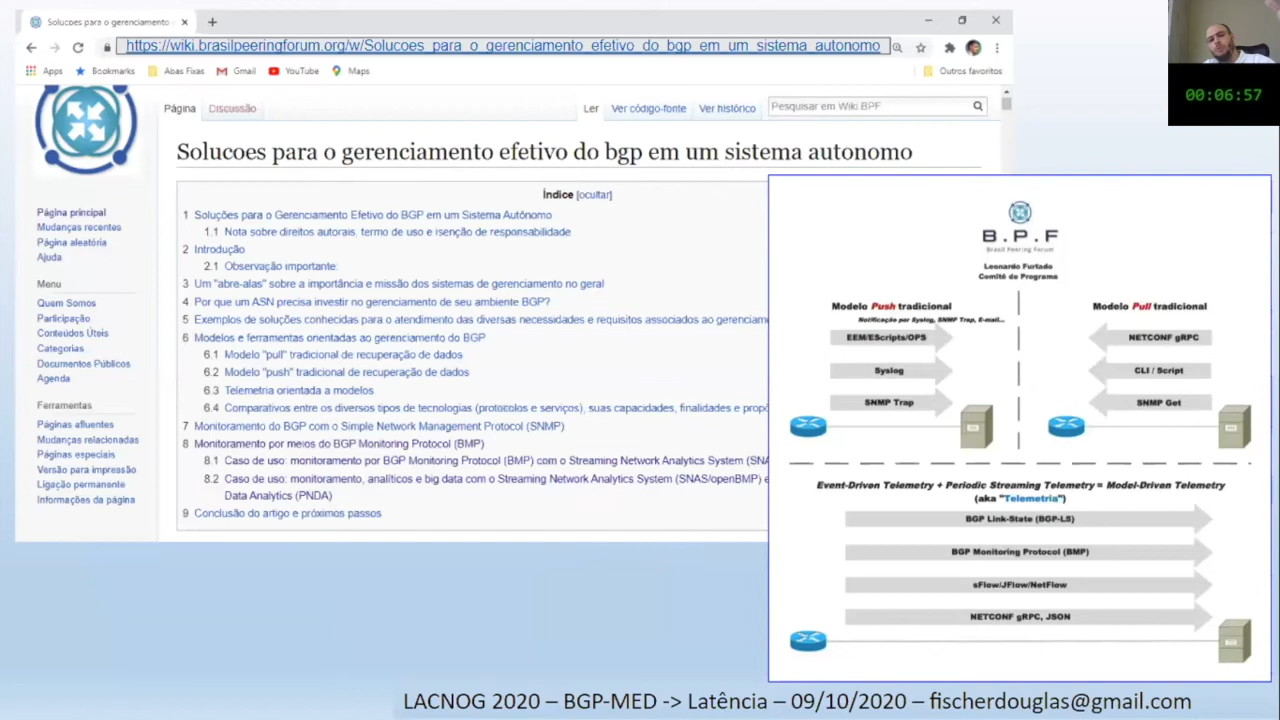 Solucoes para o gerenciamento
https://wiki.brasilpeeringforum.org/w/Solucoes_para_o_gerenciamento_efetivo_do_bgp_em_um_sistema_autonomo
Apps
Bookmarks
Abas Fixas
Gmail
YouTube
Maps
Outros favoritos
Página
Discussão
Ler
Ver código-fonte
Ver histórico
Pesquisar em Wiki BPF
Solucoes para o gerenciamento efetivo do bgp em um sistema autonomo
Índice [ocultar]
1 Soluções para o Gerenciamento Efetivo do BGP em um Sistema Autônomo
1.1 Nota sobre direitos autorais, termo de uso e isenção de responsabilidade
2 Introdução
2.1 Observação importante:
3 Um "abre-alas" sobre a importância e missão dos sistemas de gerenciamento no geral
4 Por que um ASN precisa investir no gerenciamento de seu ambiente BGP?
5 Exemplos de soluções conhecidas para o atendimento das diversas necessidades e requisitos associados ao gerenciam
6 Modelos e ferramentas orientadas ao gerenciamento do BGP
6.1 Modelo "pull" tradicional de recuperação de dados
6.2 Modelo "push" tradicional de recuperação de dados
6.3 Telemetria orientada a modelos
6.4 Comparativos entre os diversos tipos de tecnologias (protocolos e serviços), suas capacidades, finalidades e propó
7 Monitoramento do BGP com o Simple Network Management Protocol (SNMP)
8 Monitoramento por meios do BGP Monitoring Protocol (BMP)
8.1 Caso de uso: monitoramento por BGP Monitoring Protocol (BMP) com o Streaming Network Analytics System (SNA
8.2 Caso de uso: monitoramento, analíticos e big data com o Streaming Network Analytics System (SNAS/openBMP) e
Data Analytics (PNDA)
9 Conclusão do artigo e próximos passos
Página principal
Mudanças recentes
Página aleatória
Ajuda
Menu
Quem Somos
Participação
Conteúdos Úteis
Categorias
Documentos Públicos
Agenda
Ferramentas
Páginas afluentes
Mudanças relacionadas
Páginas especiais
Versão para impressão
Ligação permanente
Informações da página
00:06:57
B.P.F
Brasil Peering Forum
Leonardo Furtado
Comitê de Programa
Modelo Push tradicional
Notificação por Syslog, SNMP Trap, E-mail...
EEM/EScripts/OPS
Syslog
SNMP Trap
Modelo Pull tradicional
NETCONF gRPC
CLI / Script
SNMP Get
Event-Driven Telemetry + Periodic Streaming Telemetry = Model-Driven Telemetry
(aka "Telemetria")
BGP Link-State (BGP-LS)
BGP Monitoring Protocol (BMP)
sFlow/JFlow/NetFlow
NETCONF gRPC, JSON
LACNOG 2020 – BGP-MED -> Latência – 09/10/2020 – fischerdouglas@gmail.com